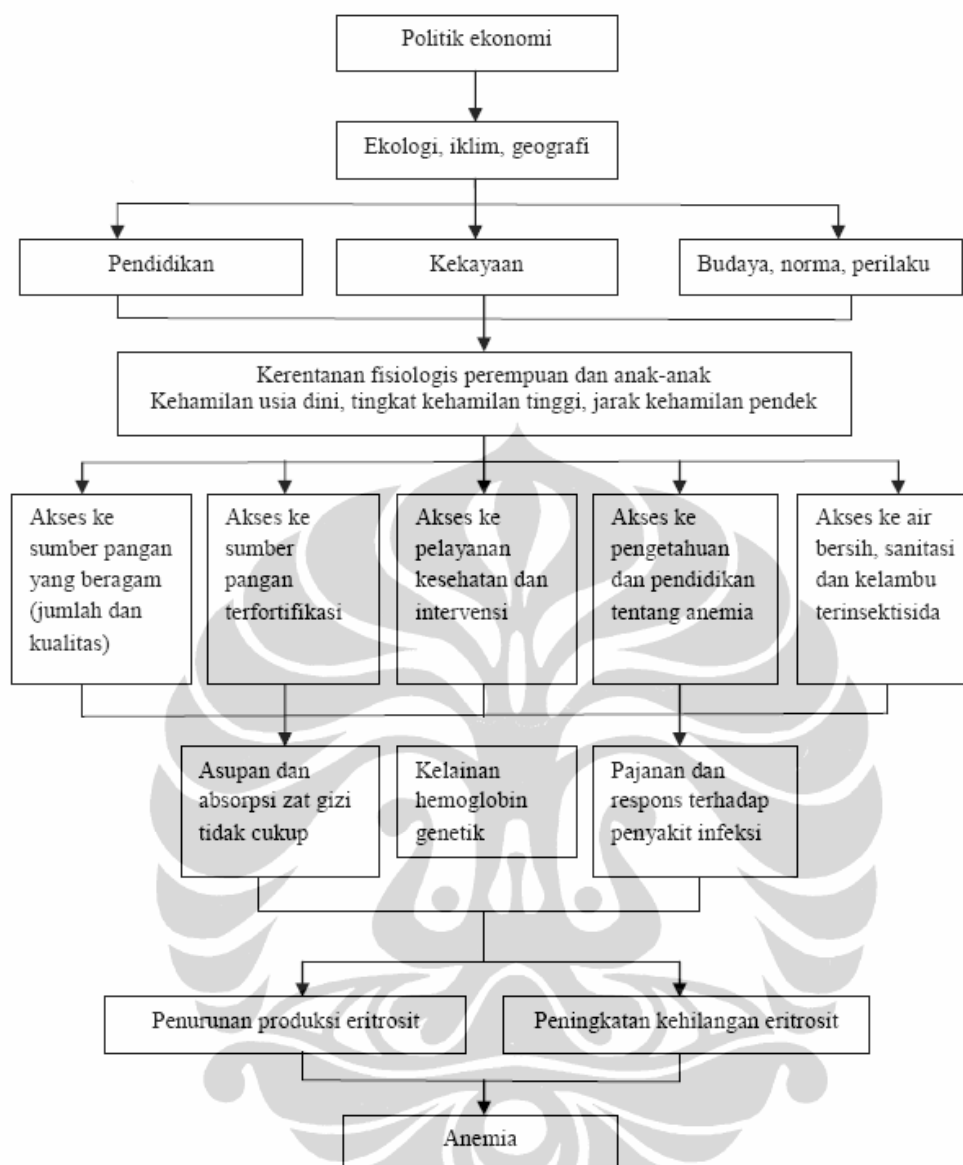 Politik ekonomi
Ekologi, iklim, geografi
Pendidikan
Kekayaan
Budaya, norma, perilaku
Kerentanan fisiologis perempuan dan anak-anak
Kehamilan usia dini, tingkat kehamilan tinggi, jarak kehamilan pendek
Akses ke
sumber pangan
yang beragam
(jumlah dan
kualitas)
Akses ke
sumber
pangan
terfortifikasi
Akses ke
pelayanan
kesehatan dan
intervensi
Akses ke
pengetahuan
dan pendidikan
tentang anemia
Akses ke air
bersih, sanitasi
dan kelambu
terinsektisida
Asupan dan
absorpsi zat gizi
tidak cukup
Kelainan
hemoglobin
genetik
Pajanan dan
respons terhadap
penyakit infeksi
Penurunan produksi eritrosit
Peningkatan kehilangan eritrosit
Anemia